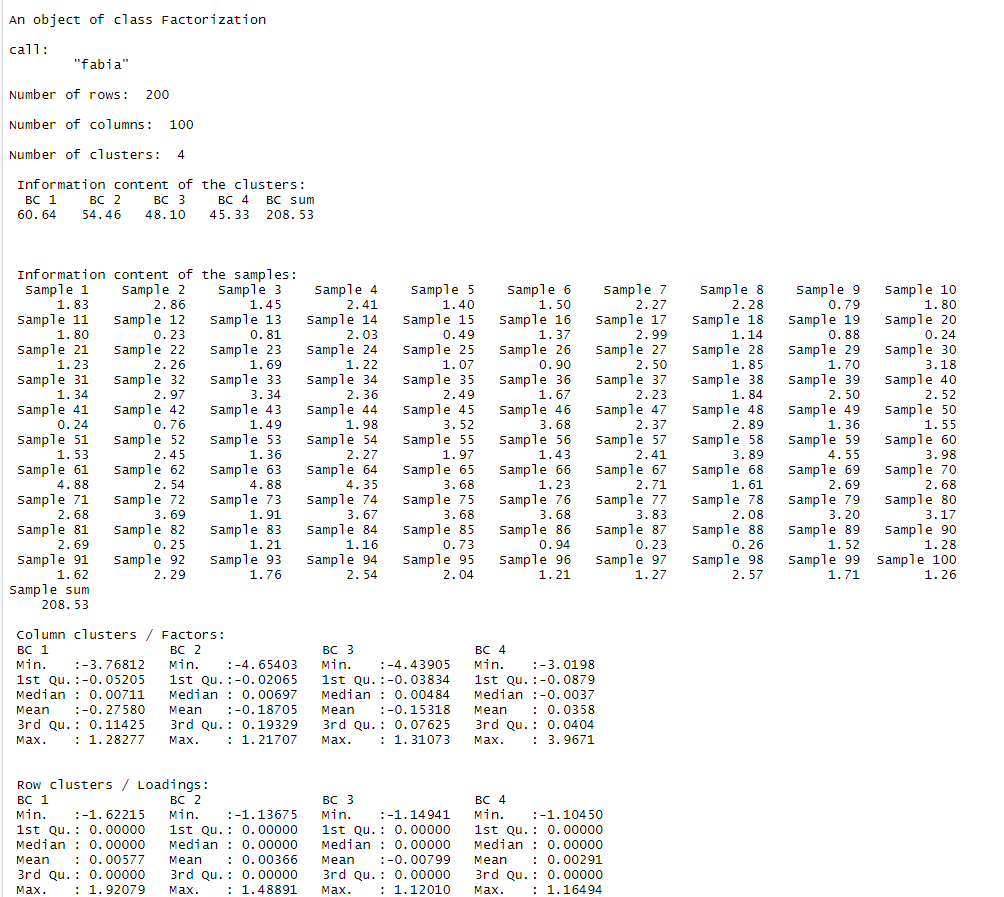 An object of class Factorization
call:
"fabia"
Number of rows: 200
Number of columns: 100
Number of clusters: 4
Information content of the clusters:
BC 1 BC 2 BC 3 BC 4 BC sum
60.64 54.46 48.10 45.33 208.53
Information content of the samples:
Sample 1 Sample 2 Sample 3 Sample 4 Sample 5 Sample 6 Sample 7 Sample 8 Sample 9 Sample 10
1.83 2.86 1.45 2.41 1.40 1.50 2.27 2.28 0.79 1.80
Sample 11 Sample 12 Sample 13 Sample 14 Sample 15 Sample 16 Sample 17 Sample 18 Sample 19 Sample 20
1.80 0.23 0.81 2.03 0.49 1.37 2.99 1.14 0.88 0.24
Sample 21 Sample 22 Sample 23 Sample 24 Sample 25 Sample 26 Sample 27 Sample 28 Sample 29 Sample 30
1.23 2.26 1.69 1.22 1.07 0.90 2.50 1.85 1.70 3.18
Sample 31 Sample 32 Sample 33 Sample 34 Sample 35 Sample 36 Sample 37 Sample 38 Sample 39 Sample 40
1.34 2.97 3.34 2.36 2.49 1.67 2.23 1.84 2.50 2.52
Sample 41 Sample 42 Sample 43 Sample 44 Sample 45 Sample 46 Sample 47 Sample 48 Sample 49 Sample 50
0.24 0.76 1.49 1.98 3.52 3.68 2.37 2.89 1.36 1.55
Sample 51 Sample 52 Sample 53 Sample 54 Sample 55 Sample 56 Sample 57 Sample 58 Sample 59 Sample 60
1.53 2.45 1.36 2.27 1.97 1.43 2.41 3.89 4.55 3.98
Sample 61 Sample 62 Sample 63 Sample 64 Sample 65 Sample 66 Sample 67 Sample 68 Sample 69 Sample 70
4.88 2.54 4.88 4.35 3.68 1.23 2.71 1.61 2.69 2.68
Sample 71 Sample 72 Sample 73 Sample 74 Sample 75 Sample 76 Sample 77 Sample 78 Sample 79 Sample 80
2.68 3.69 1.91 3.67 3.68 3.68 3.83 2.08 3.20 3.17
Sample 81 Sample 82 Sample 83 Sample 84 Sample 85 Sample 86 Sample 87 Sample 88 Sample 89 Sample 90
2.69 0.25 1.21 1.16 0.73 0.94 0.23 0.26 1.52 1.28
Sample 91 Sample 92 Sample 93 Sample 94 Sample 95 Sample 96 Sample 97 Sample 98 Sample 99 Sample 100
1.62 2.29 1.76 2.54 2.04 1.21 1.27 2.57 1.71 1.26
Sample sum
208.53
Column clusters / Factors:
BC 1 BC 2 BC 3 BC 4
Min. :-3.76812 Min. :-4.65403 Min. :-4.43905 Min. :-3.0198
1st Qu.:-0.05205 1st Qu.:-0.02065 1st Qu.:-0.03834 1st Qu.:-0.0879
Median : 0.00711 Median : 0.00697 Median : 0.00484 Median :-0.0037
Mean :-0.27580 Mean :-0.18705 Mean :-0.15318 Mean : 0.0358
3rd Qu.: 0.11425 3rd Qu.: 0.19329 3rd Qu.: 0.07625 3rd Qu.: 0.0404
Max. : 1.28277 Max. : 1.21707 Max. : 1.31073 Max. : 3.9671
Row clusters / Loadings:
BC 1 BC 2 BC 3 BC 4
Min. :-1.62215 Min. :-1.13675 Min. :-1.14941 Min. :-1.10450
1st Qu.: 0.00000 1st Qu.: 0.00000 1st Qu.: 0.00000 1st Qu.: 0.00000
Median : 0.00000 Median : 0.00000 Median : 0.00000 Median : 0.00000
Mean : 0.00577 Mean : 0.00366 Mean :-0.00799 Mean : 0.00291
3rd Qu.: 0.00000 3rd Qu.: 0.00000 3rd Qu.: 0.00000 3rd Qu.: 0.00000
Max. : 1.92079 Max. : 1.48891 Max. : 1.12010 Max. : 1.16494